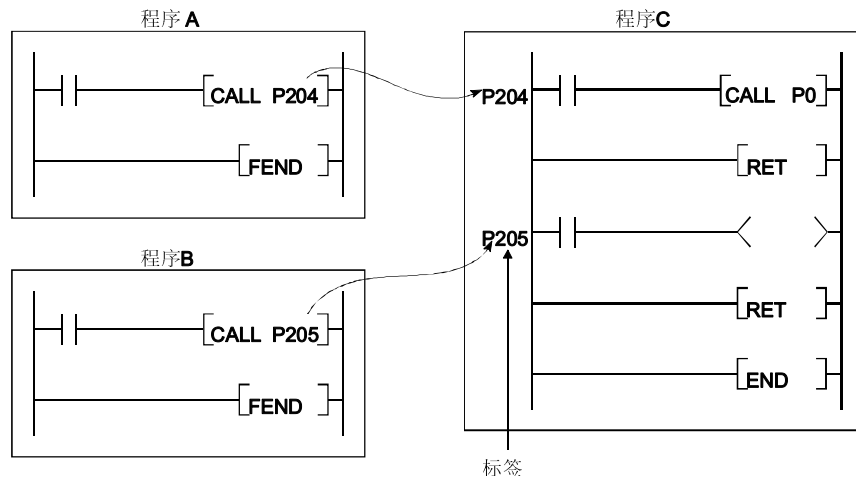 程序 A
CALL P204
FEND
程序B
CALL P205
FEND
程序C
P204 CALL P0
RET
P205
RET
END
标签